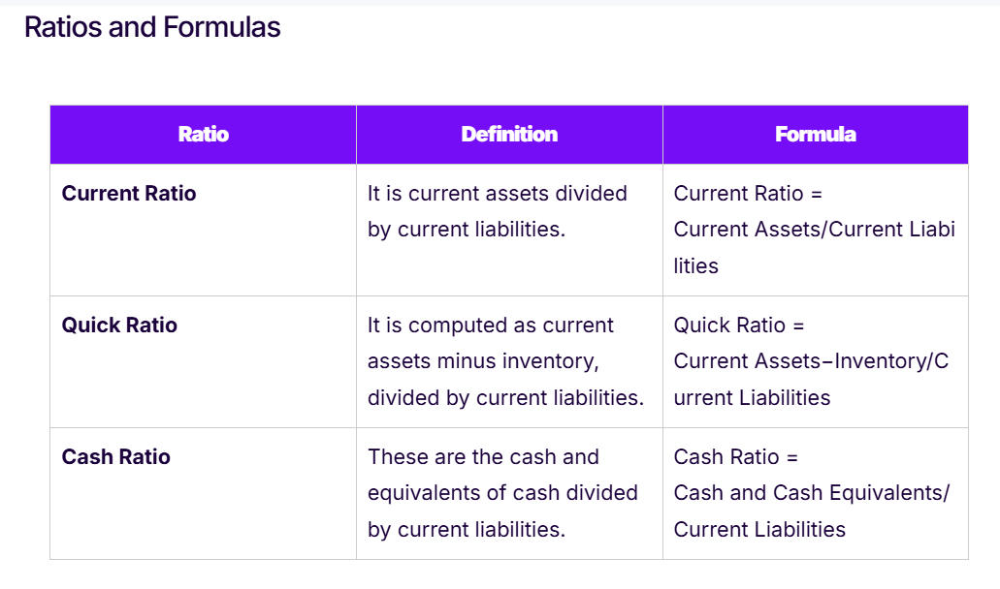 Ratios and Formulas
Ratio
Definition
Formula
Current Ratio
It is current assets divided
by current liabilities.
Current Ratio =
Current Assets/Current Liabi
lities
Quick Ratio
It is computed as current
assets minus inventory,
divided by current liabilities.
Quick Ratio =
Current Assets−Inventory/C
urrent Liabilities
Cash Ratio
These are the cash and
equivalents of cash divided
by current liabilities.
Cash Ratio =
Cash and Cash Equivalents/
Current Liabilities